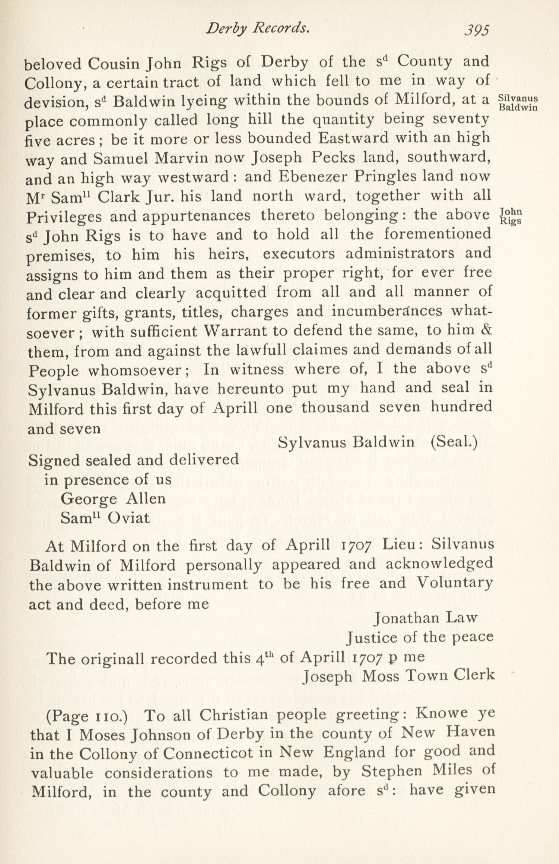 Derby Records. 395
beloved Cousin John Rigs of Derby of the sᵈ County and
Collony, a certain tract of land which fell to me in way of
devision, sᵈ Baldwin lyeing within the bounds of Milford, at a
Silvanus
Baldwin
place commonly called long hill the quantity being seventy
five acres; be it more or less bounded Eastward with an high
way and Samuel Marvin now Joseph Pecks land, southward,
and an high way westward: and Ebenezer Pringles land now
Mʳ Samˡˡ Clark Jur. his land north ward, together with all
Privileges and appurtenances thereto belonging: the above
John
Rigs
sᵈ John Rigs is to have and to hold all the forementioned
premises, to him his heirs, executors administrators and
assigns to him and them as their proper right, for ever free
and clear and clearly acquitted from all and all manner of
former gifts, grants, titles, charges and incumberances what-
soever; with sufficient Warrant to defend the same, to him &
them, from and against the lawfull claimes and demands of all
People whomsoever; In witness where of, I the above sᵈ
Sylvanus Baldwin, have hereunto put my hand and seal in
Milford this first day of Aprill one thousand seven hundred
and seven
Sylvanus Baldwin (Seal.)
Signed sealed and delivered
in presence of us
George Allen
Samˡˡ Oviat
At Milford on the first day of Aprill 1707 Lieu: Silvanus
Baldwin of Milford personally appeared and acknowledged
the above written instrument to be his free and Voluntary
act and deed, before me
Jonathan Law
Justice of the peace
The originall recorded this 4ᵗʰ of Aprill 1707 p me
Joseph Moss Town Clerk
(Page 110.) To all Christian people greeting: Knowe ye
that I Moses Johnson of Derby in the county of New Haven
in the Collony of Connecticot in New England for good and
valuable considerations to me made, by Stephen Miles of
Milford, in the county and Collony afore sᵈ: have given